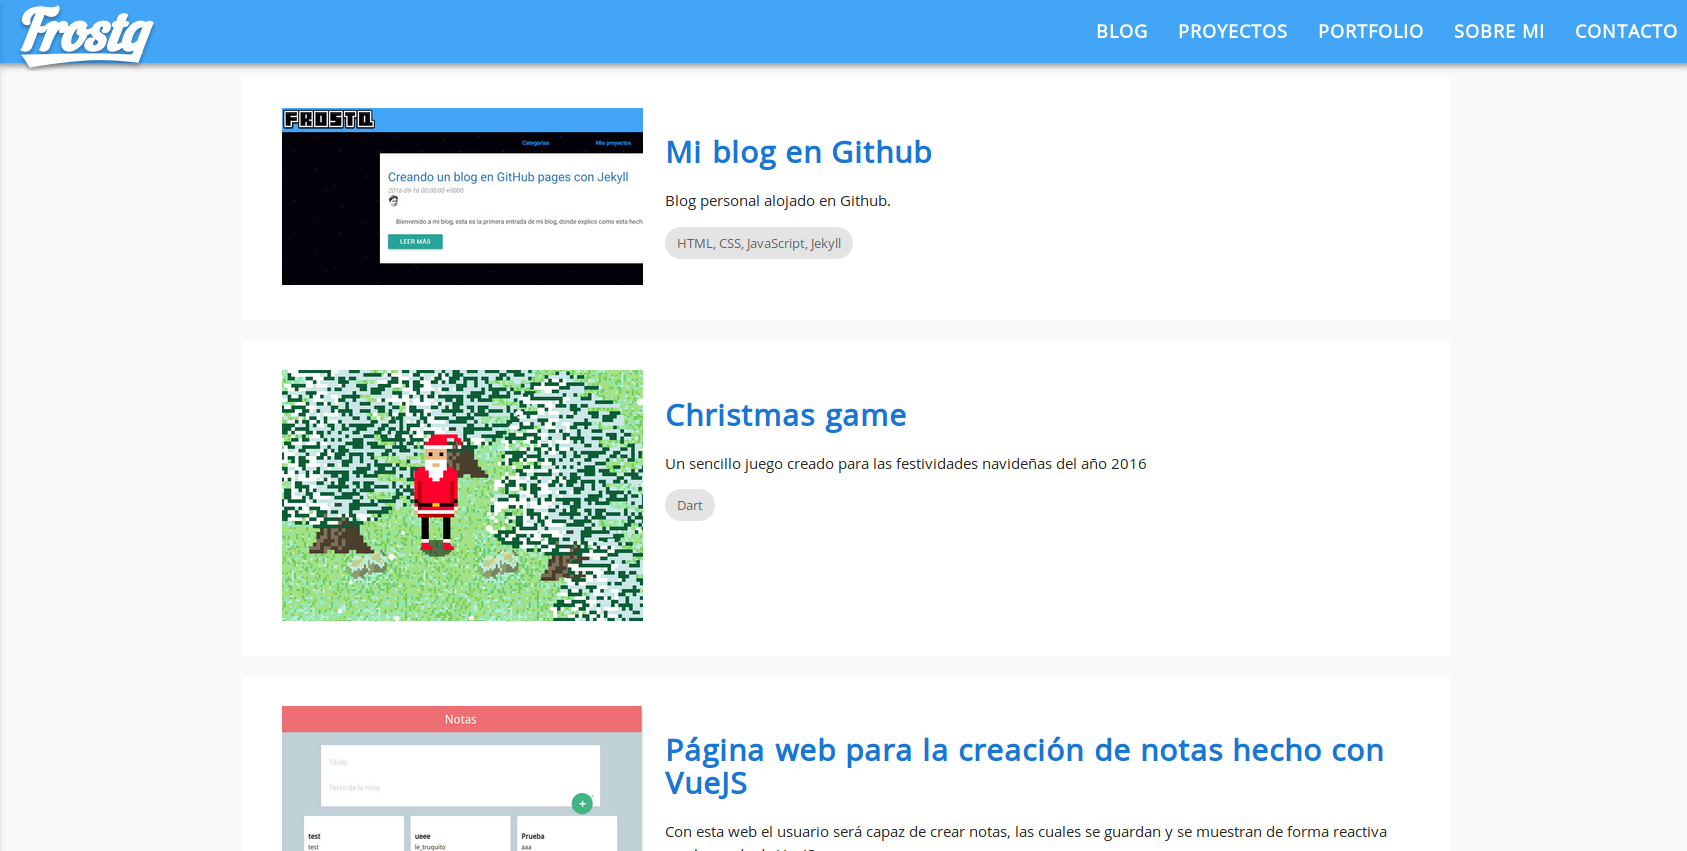 Frosty
BLOG PROYECTOS PORTFOLIO SOBRE MI CONTACTO
FROSTQ
Categorias Mis proyectos
Creando un blog en GitHub pages con Jekyll
2016-09-16 00:00:00 +0000
Bienvenido a mi blog, esta es la primera entrada de mi blog, donde explico como esta hech
LEER MÁS
Mi blog en Github
Blog personal alojado en Github.
HTML, CSS, JavaScript, Jekyll
Christmas game
Un sencillo juego creado para las festividades navideñas del año 2016
Dart
Notas
Título
Texto de la nota
+
test ueee Prueba
test le_truquito aaa
Página web para la creación de notas hecho con
VueJS
Con esta web el usuario será capaz de crear notas, las cuales se guardan y se muestran de forma reactiva